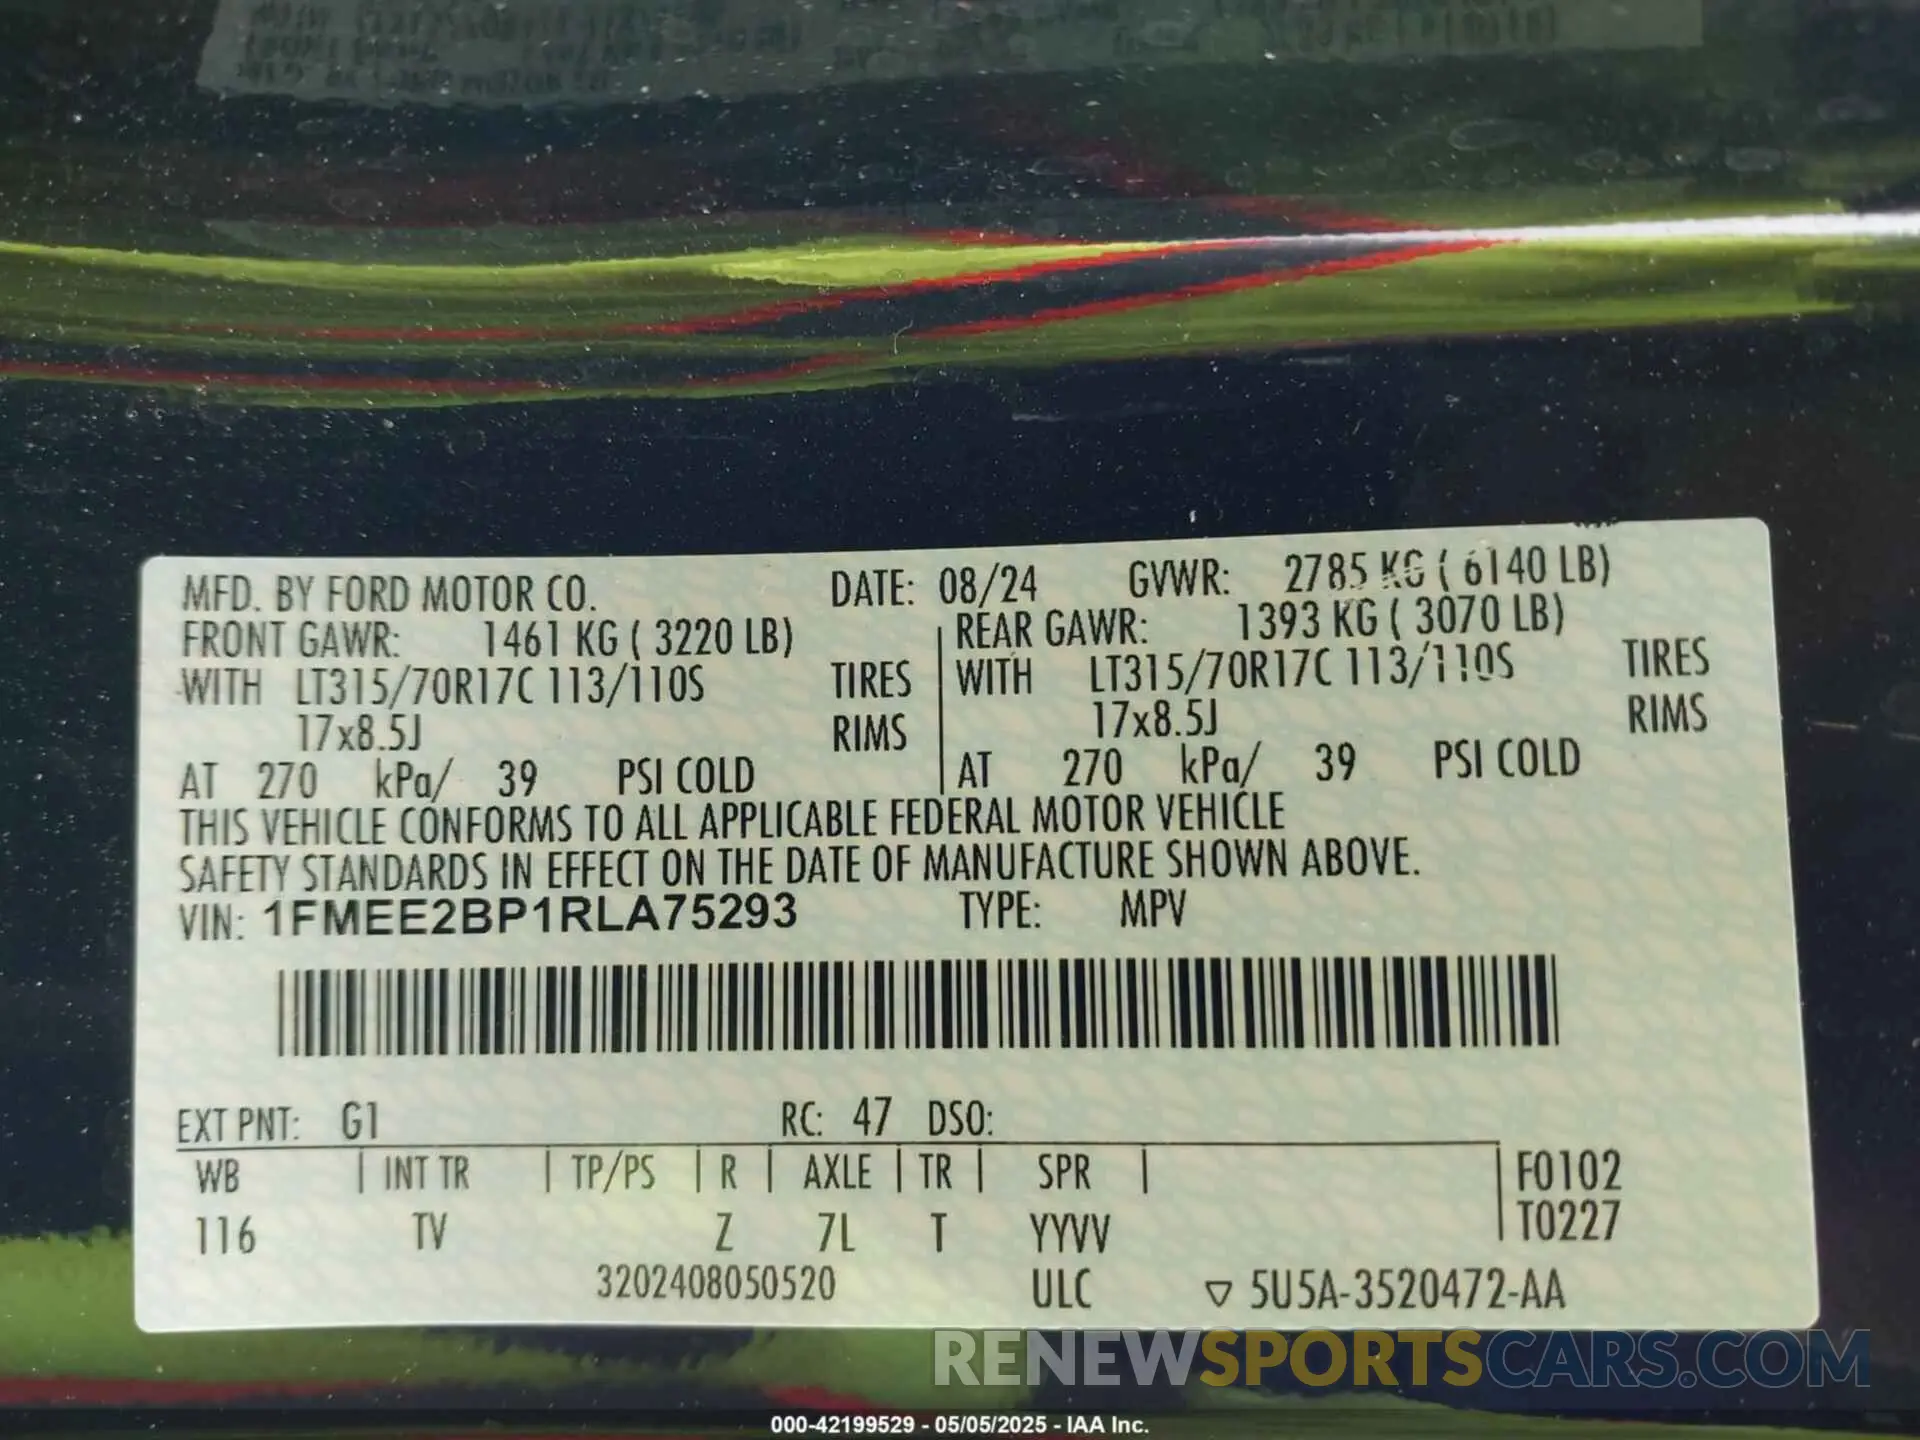 MFD. BY FORD MOTOR CO. DATE: 08/24 GVWR: 2785 KG ( 6140 LB)
FRONT GAWR: 1461 KG ( 3220 LB) REAR GAWR: 1393 KG ( 3070 LB)
WITH LT315/70R17C 113/110S TIRES WITH LT315/70R17C 113/110S TIRES
17x8.5J RIMS 17x8.5J RIMS
AT 270 kPa/ 39 PSI COLD AT 270 kPa/ 39 PSI COLD
THIS VEHICLE CONFORMS TO ALL APPLICABLE FEDERAL MOTOR VEHICLE
SAFETY STANDARDS IN EFFECT ON THE DATE OF MANUFACTURE SHOWN ABOVE.
VIN: 1FMEE2BP1RLA75293 TYPE: MPV
EXT PNT: G1 RC: 47 DSO:
WB | INT TR | TP/PS | R | AXLE | TR | SPR | F0102
116 TV Z 7L T YYVV T0227
3202408050520 ULC ▽ 5U5A-3520472-AA
RENEWSPORTSCARS.COM
000-42199529 - 05/05/2025 - IAA Inc.